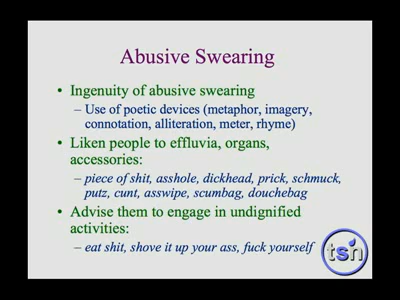 Abusive Swearing
• Ingenuity of abusive swearing
– Use of poetic devices (metaphor, imagery,
connotation, alliteration, meter, rhyme)
• Liken people to effluvia, organs,
accessories:
– piece of shit, asshole, dickhead, prick, schmuck,
putz, cunt, asswipe, scumbag, douchebag
• Advise them to engage in undignified
activities:
– eat shit, shove it up your ass, fuck yourself
tsn